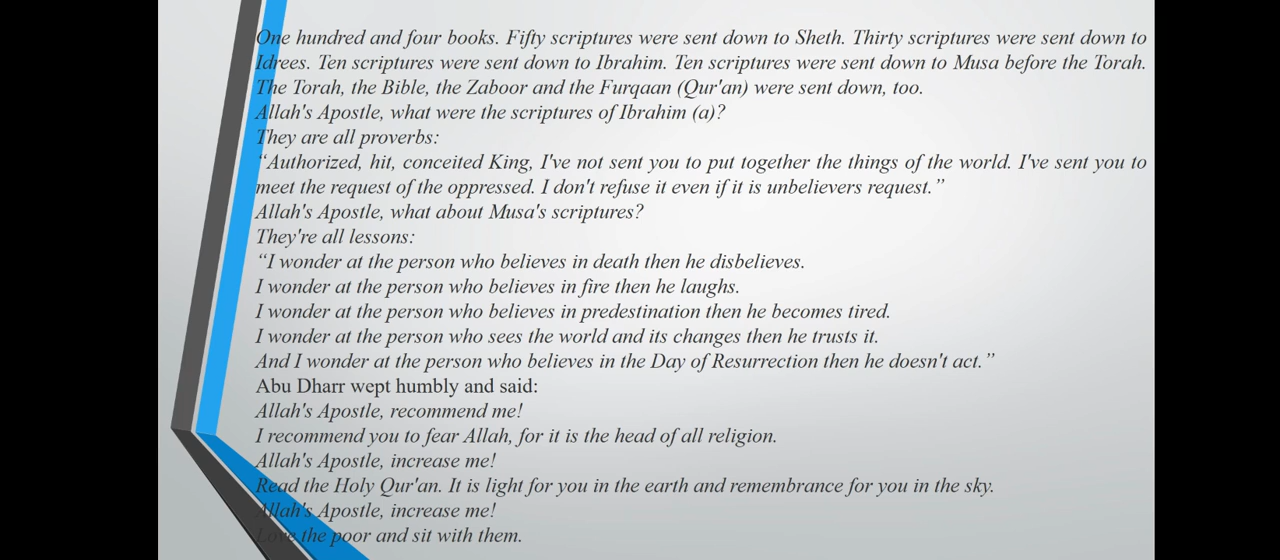 One hundred and four books. Fifty scriptures were sent down to Sheth. Thirty scriptures were sent down to
Idrees. Ten scriptures were sent down to Ibrahim. Ten scriptures were sent down to Musa before the Torah.
The Torah, the Bible, the Zaboor and the Furqaan (Qur'an) were sent down, too.
Allah's Apostle, what were the scriptures of Ibrahim (a)?
They are all proverbs:
“Authorized, hit, conceited King, I've not sent you to put together the things of the world. I've sent you to
meet the request of the oppressed. I don't refuse it even if it is unbelievers request.”
Allah's Apostle, what about Musa's scriptures?
They're all lessons:
“I wonder at the person who believes in death then he disbelieves.
I wonder at the person who believes in fire then he laughs.
I wonder at the person who believes in predestination then he becomes tired.
I wonder at the person who sees the world and its changes then he trusts it.
And I wonder at the person who believes in the Day of Resurrection then he doesn't act.”
Abu Dharr wept humbly and said:
Allah's Apostle, recommend me!
I recommend you to fear Allah, for it is the head of all religion.
Allah's Apostle, increase me!
Read the Holy Qur'an. It is light for you in the earth and remembrance for you in the sky.
Allah's Apostle, increase me!
Love the poor and sit with them.